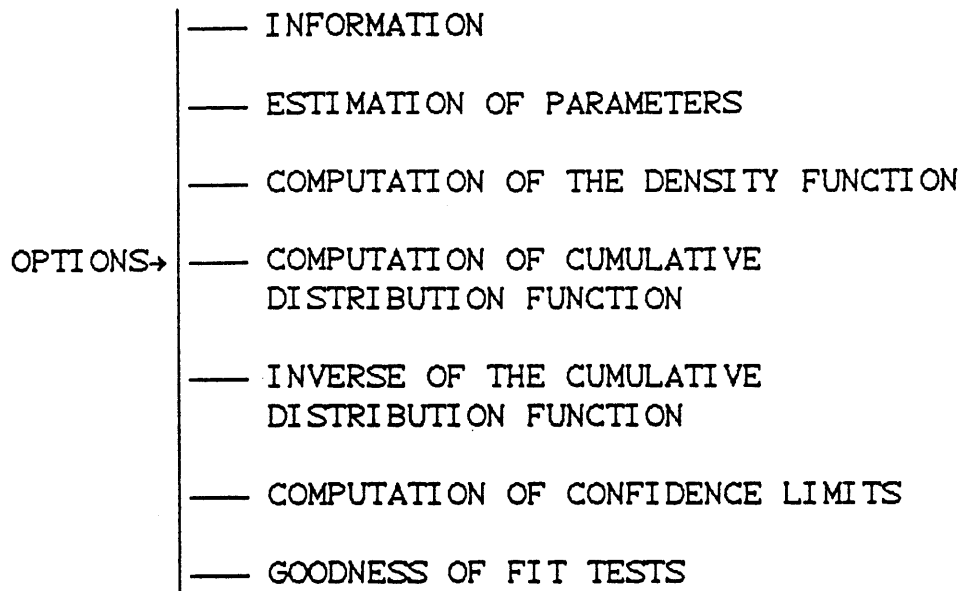 INFORMATION
ESTIMATION OF PARAMETERS
COMPUTATION OF THE DENSITY FUNCTION
OPTIONS→
COMPUTATION OF CUMULATIVE
DISTRIBUTION FUNCTION
INVERSE OF THE CUMULATIVE
DISTRIBUTION FUNCTION
COMPUTATION OF CONFIDENCE LIMITS
GOODNESS OF FIT TESTS